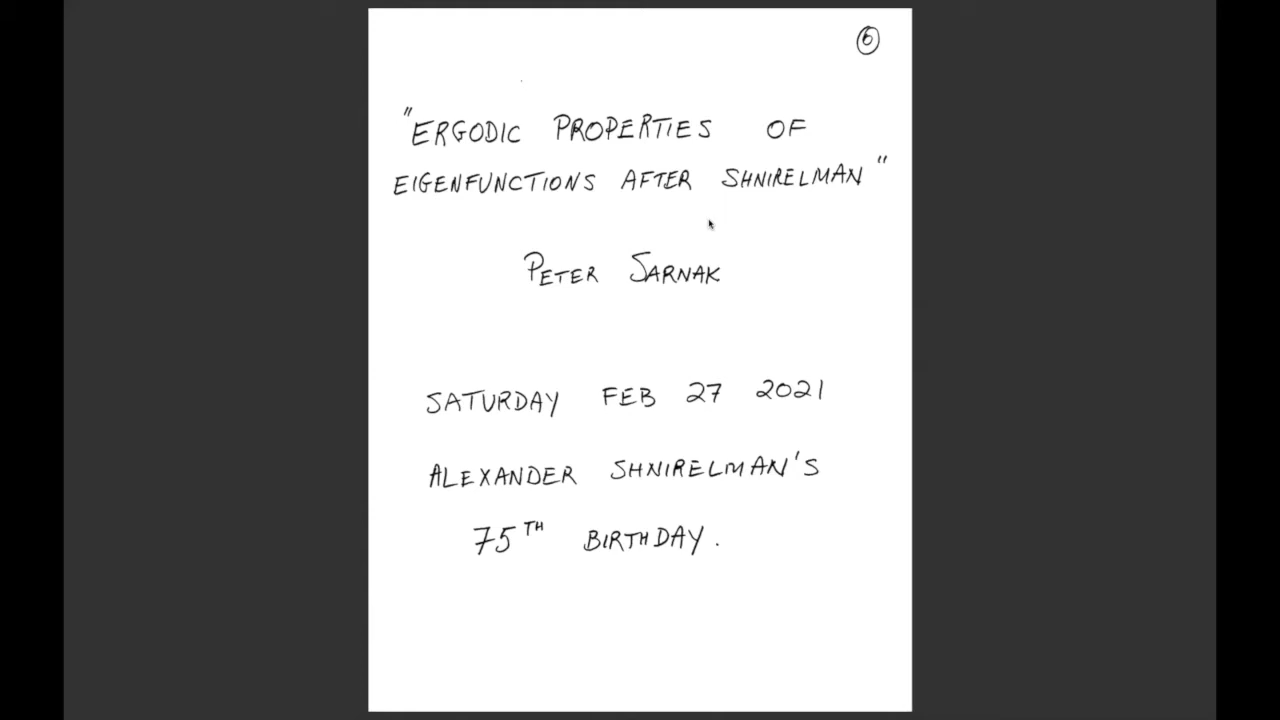 6
"ERGODIC PROPERTIES OF
EIGENFUNCTIONS AFTER SHNIRELMAN"
PETER SARNAK
SATURDAY FEB 27 2021
ALEXANDER SHNIRELMAN'S
75TH BIRTHDAY.